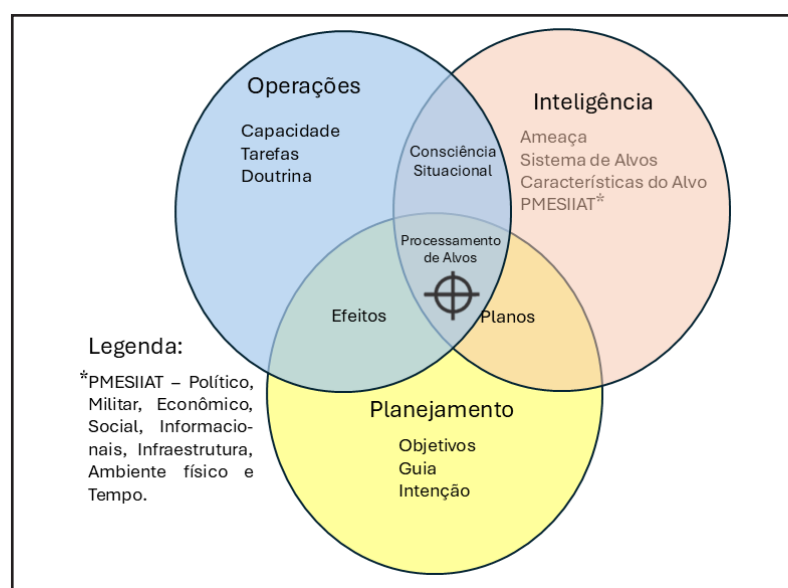 Operações
Capacidade
Tarefas
Doutrina
Consciência
Situacional
Inteligência
Ameaça
Sistema de Alvos
Características do Alvo
PMESIIAT*
Processamento
de Alvos
Efeitos
Planos
Planejamento
Objetivos
Guia
Intenção
Legenda:
*PMESIIAT – Político,
Militar, Econômico,
Social, Informacio-
nais, Infraestrutura,
Ambiente físico e
Tempo.